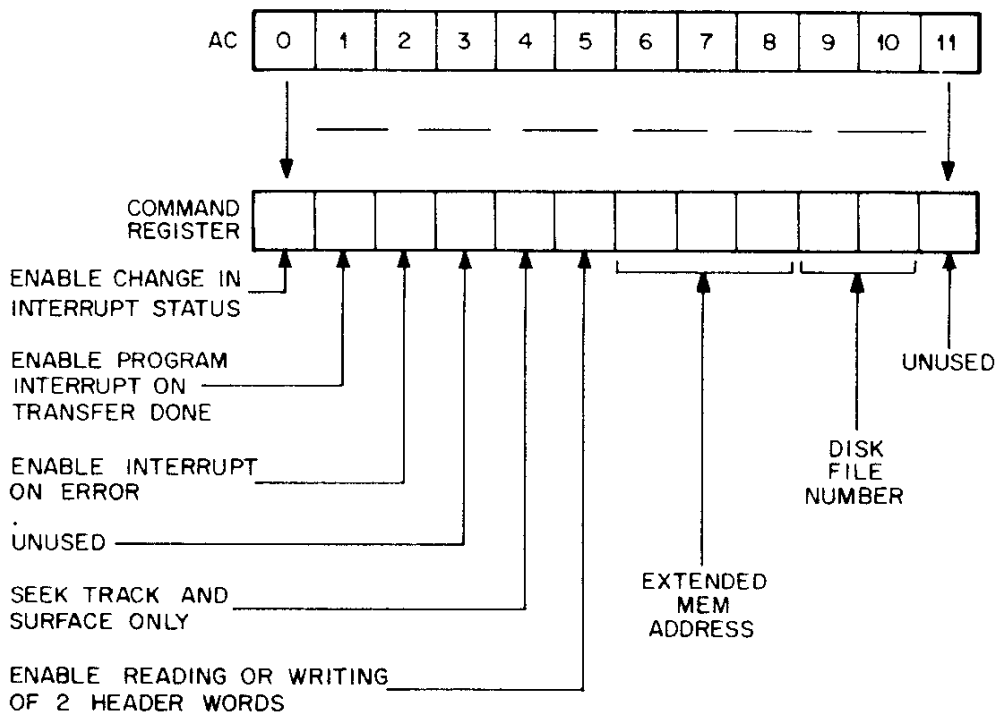 AC 0 1 2 3 4 5 6 7 8 9 10 11
COMMAND
REGISTER
ENABLE CHANGE IN
INTERRUPT STATUS
ENABLE PROGRAM
INTERRUPT ON
TRANSFER DONE
ENABLE INTERRUPT
ON ERROR
UNUSED
SEEK TRACK AND
SURFACE ONLY
ENABLE READING OR WRITING
OF 2 HEADER WORDS
EXTENDED
MEM
ADDRESS
DISK
FILE
NUMBER
UNUSED